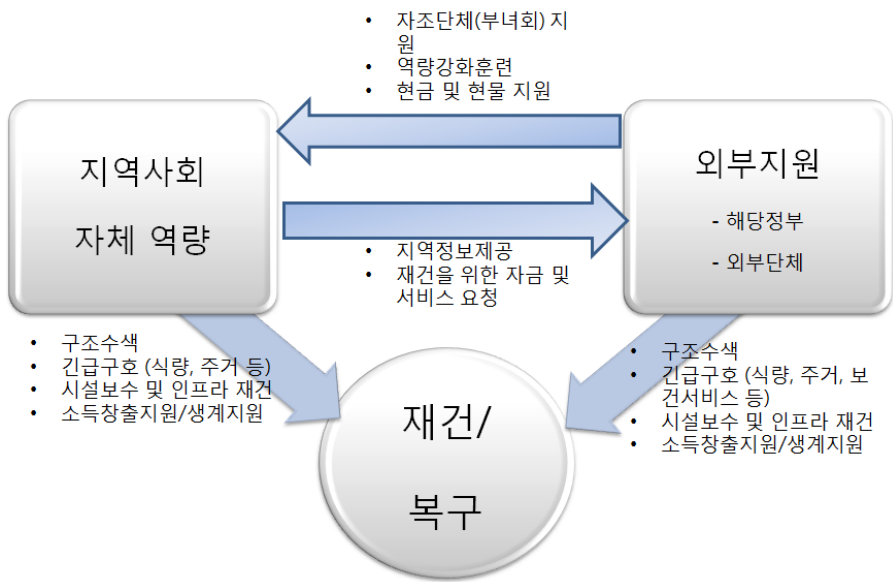 • 자조단체(부녀회) 지
원
• 역량강화훈련
• 현금 및 현물 지원
지역사회
자체 역량
외부지원
- 해당정부
- 외부단체
• 지역정보제공
• 재건을 위한 자금 및
서비스 요청
• 구조수색
• 긴급구호 (식량, 주거 등)
• 시설보수 및 인프라 재건
• 소득창출지원/생계지원
• 구조수색
• 긴급구호 (식량, 주거, 보
건서비스 등)
• 시설보수 및 인프라 재건
• 소득창출지원/생계지원
재건/
복구